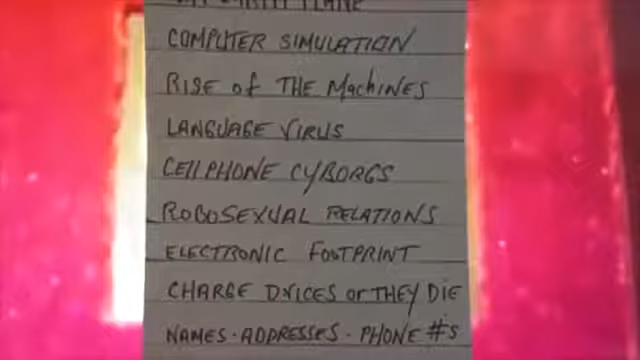 COMPUTER SIMULATION
RISE of THE MachiNES
LANGUAGE VIRUS
CELLPHONE CYBORGS
ROBOSEXUAL RELATIONS
ELECTRONIC FOOTPRINT
CHARGE DVICES or THEY DIE
NAMES - ADDRESSES - PHONE #S